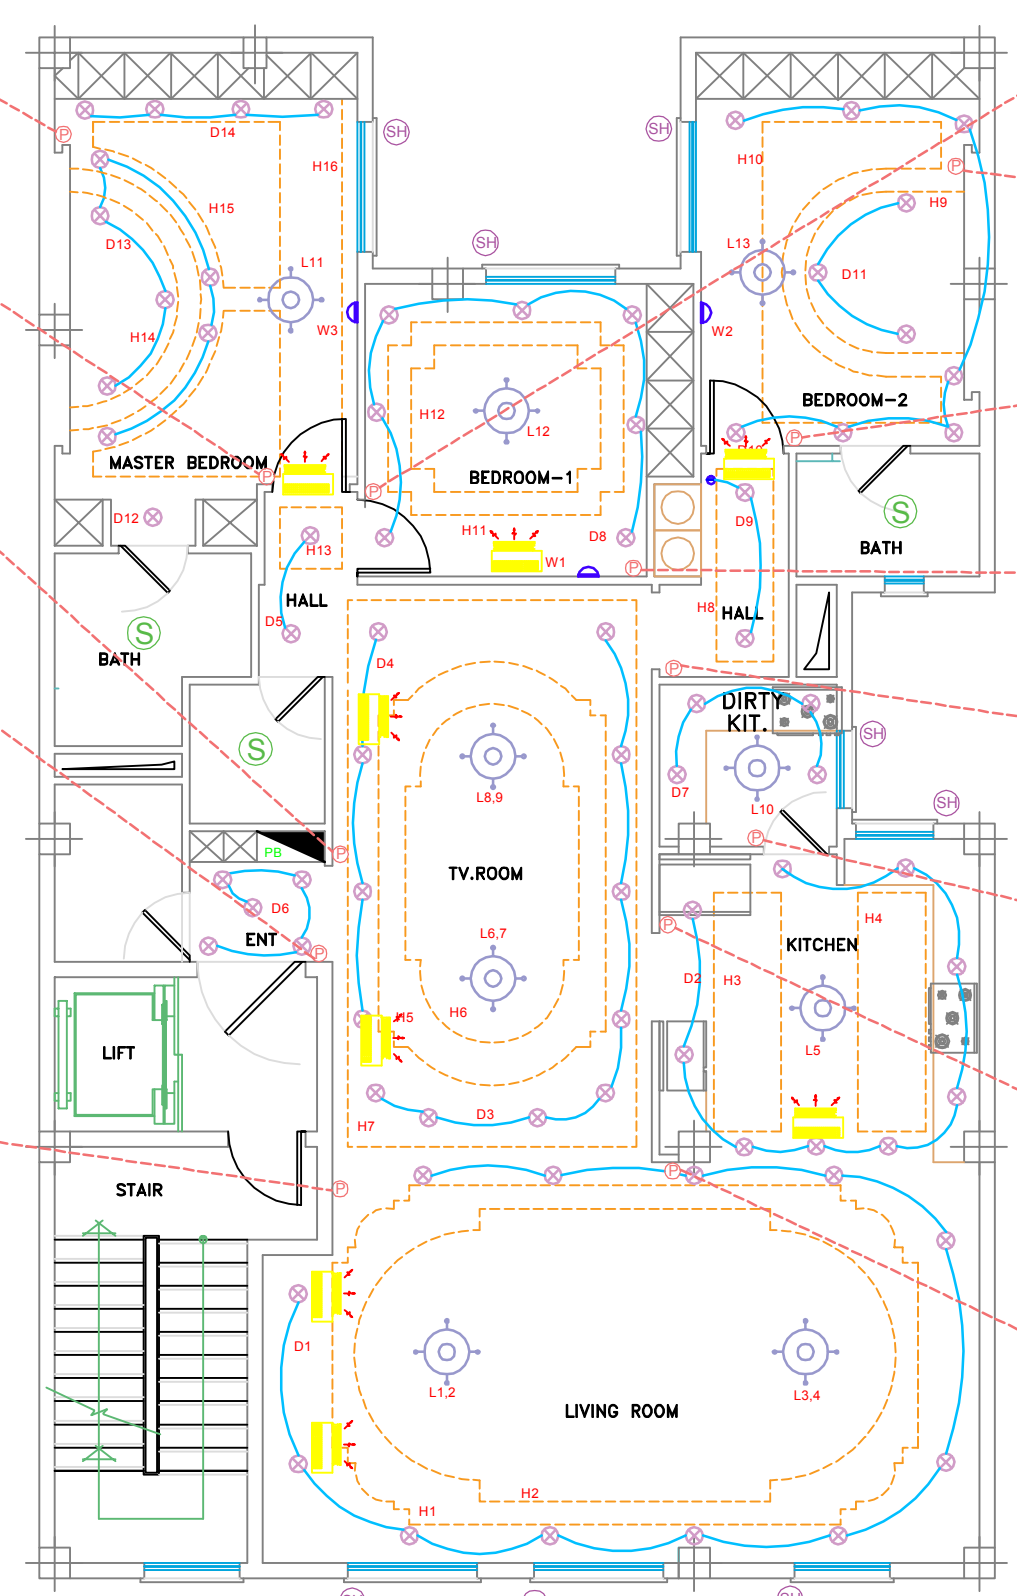 D14
SH
SH
P
P
H16
H10
H15
H9
D13
SH
L13
L11
D11
H14
W3
W2
BEDROOM-2
H12
L12
P
MASTER BEDROOM
BEDROOM-1
P
P
D12
D9
S
H11
D8
H13
BATH
W1
P
HALL
H8
HALL
D5
S
BATH
D4
P
DIRTY
KIT.
S
SH
L8,9
D7
L10
SH
P
PB
P
TV.ROOM
D6
H4
P
L6,7
ENT
KITCHEN
P
D2
H3
H5
H6
LIFT
L5
D3
H7
P
STAIR
P
D1
L1,2
L3,4
LIVING ROOM
H2
H1